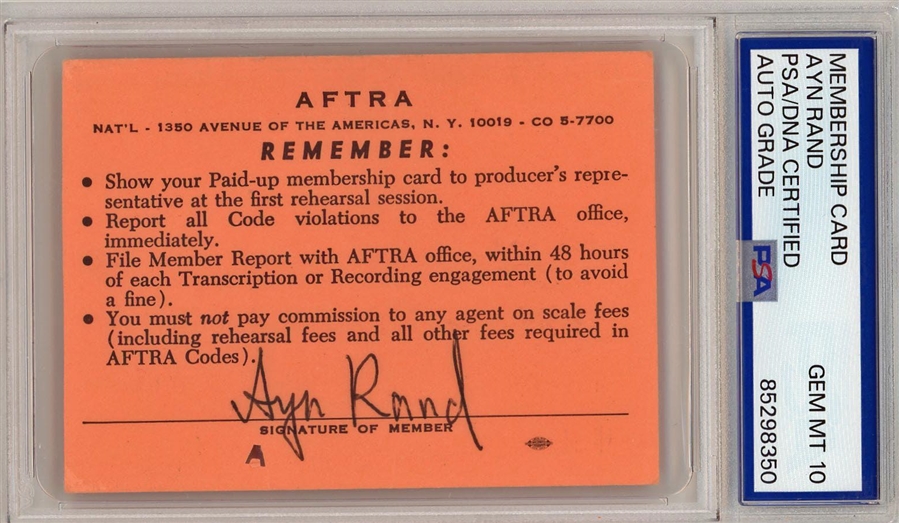 AFTRA
NAT'L - 1350 AVENUE OF THE AMERICAS, N. Y. 10019 - CO 5-7700
REMEMBER:
• Show your Paid-up membership card to producer's repre-
sentative at the first rehearsal session.
• Report all Code violations to the AFTRA office,
immediately.
• File Member Report with AFTRA office, within 48 hours
of each Transcription or Recording engagement (to avoid
a fine).
• You must not pay commission to any agent on scale fees
(including rehearsal fees and all other fees required in
AFTRA Codes).
Ayn Rand
SIGNATURE OF MEMBER
A
MEMBERSHIP CARD
AYN RAND
PSA/DNA CERTIFIED
AUTO GRADE
GEM MT 10
85298350
PSA